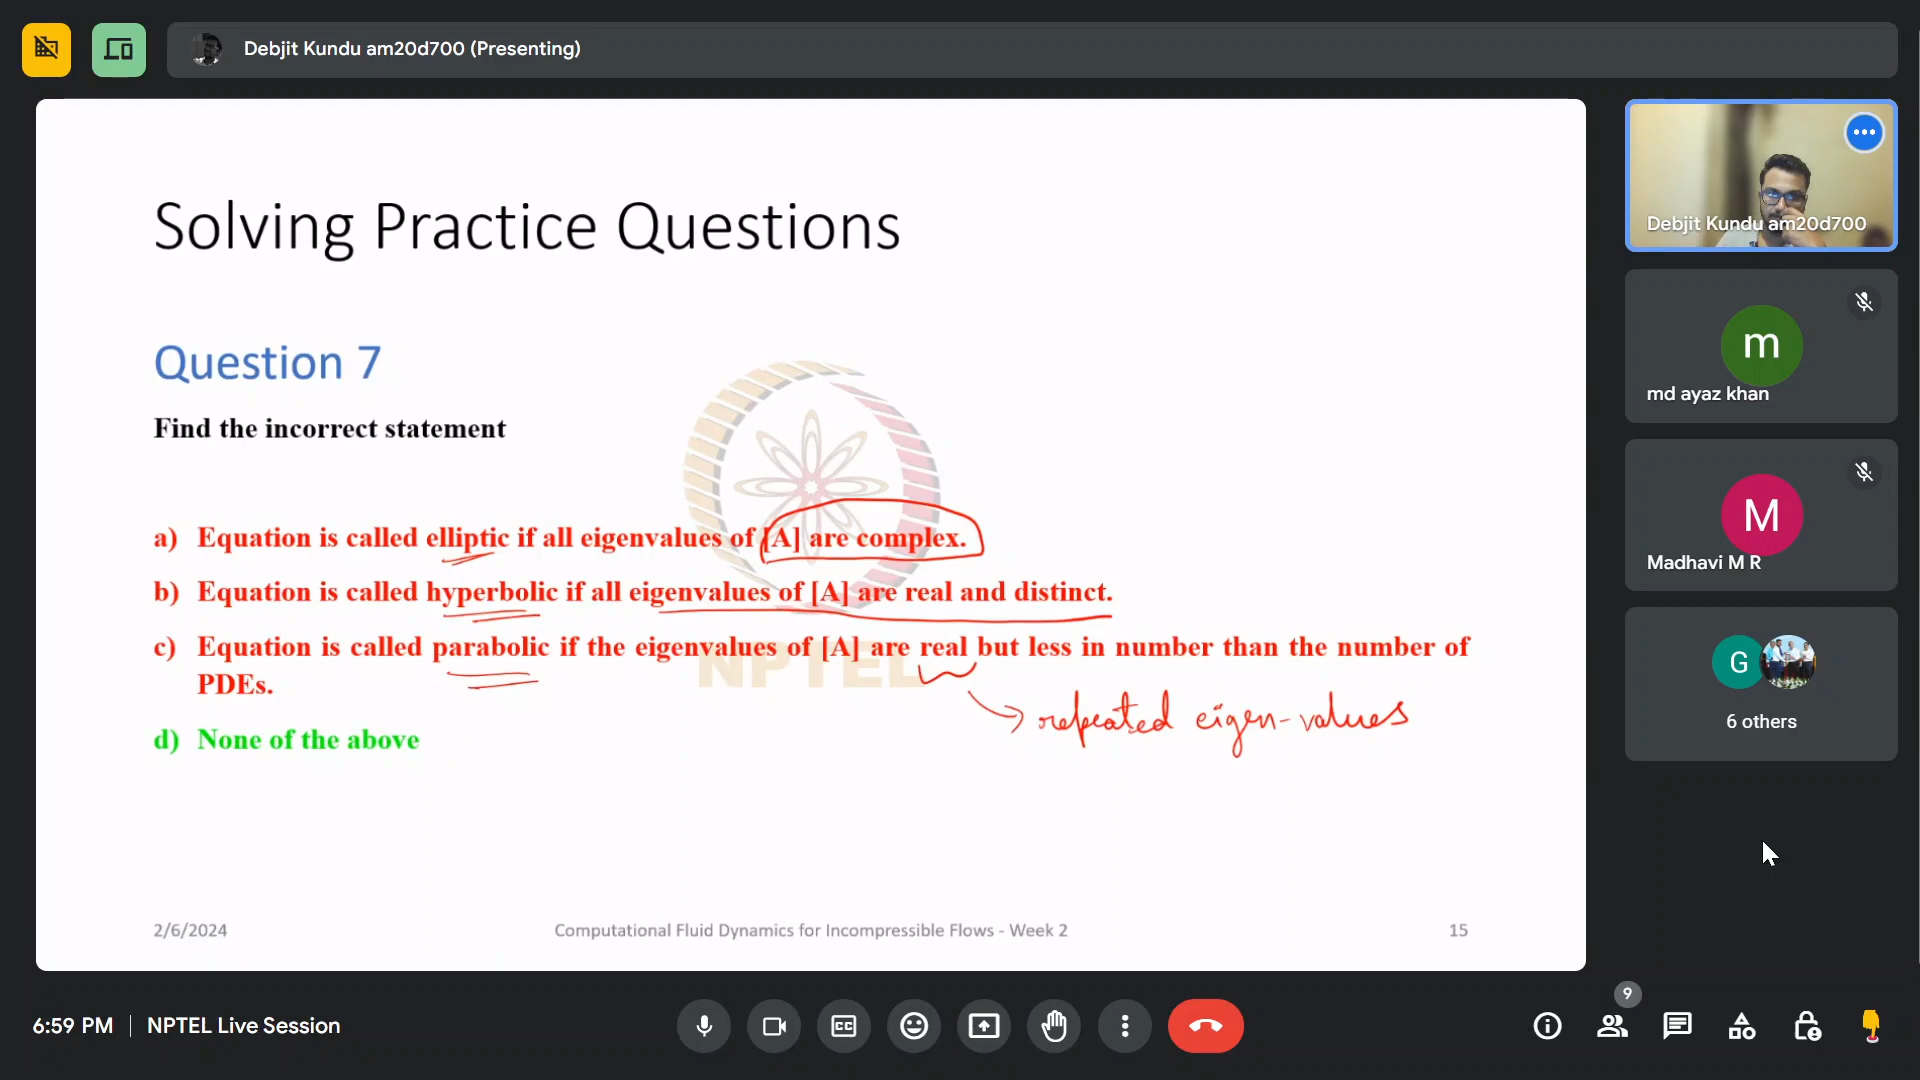 Debjit Kundu am20d700 (Presenting)
Solving Practice Questions
Question 7
Find the incorrect statement
a) Equation is called elliptic if all eigenvalues of [A] are complex.
b) Equation is called hyperbolic if all eigenvalues of [A] are real and distinct.
c) Equation is called parabolic if the eigenvalues of [A] are real but less in number than the number of
PDEs.
→ repeated eigen-values
d) None of the above
NPTEL
2/6/2024
Computational Fluid Dynamics for Incompressible Flows - Week 2
15
Debjit Kundu am20d700
m
md ayaz khan
M
Madhavi M R
G
6 others
6:59 PM | NPTEL Live Session
CC
9